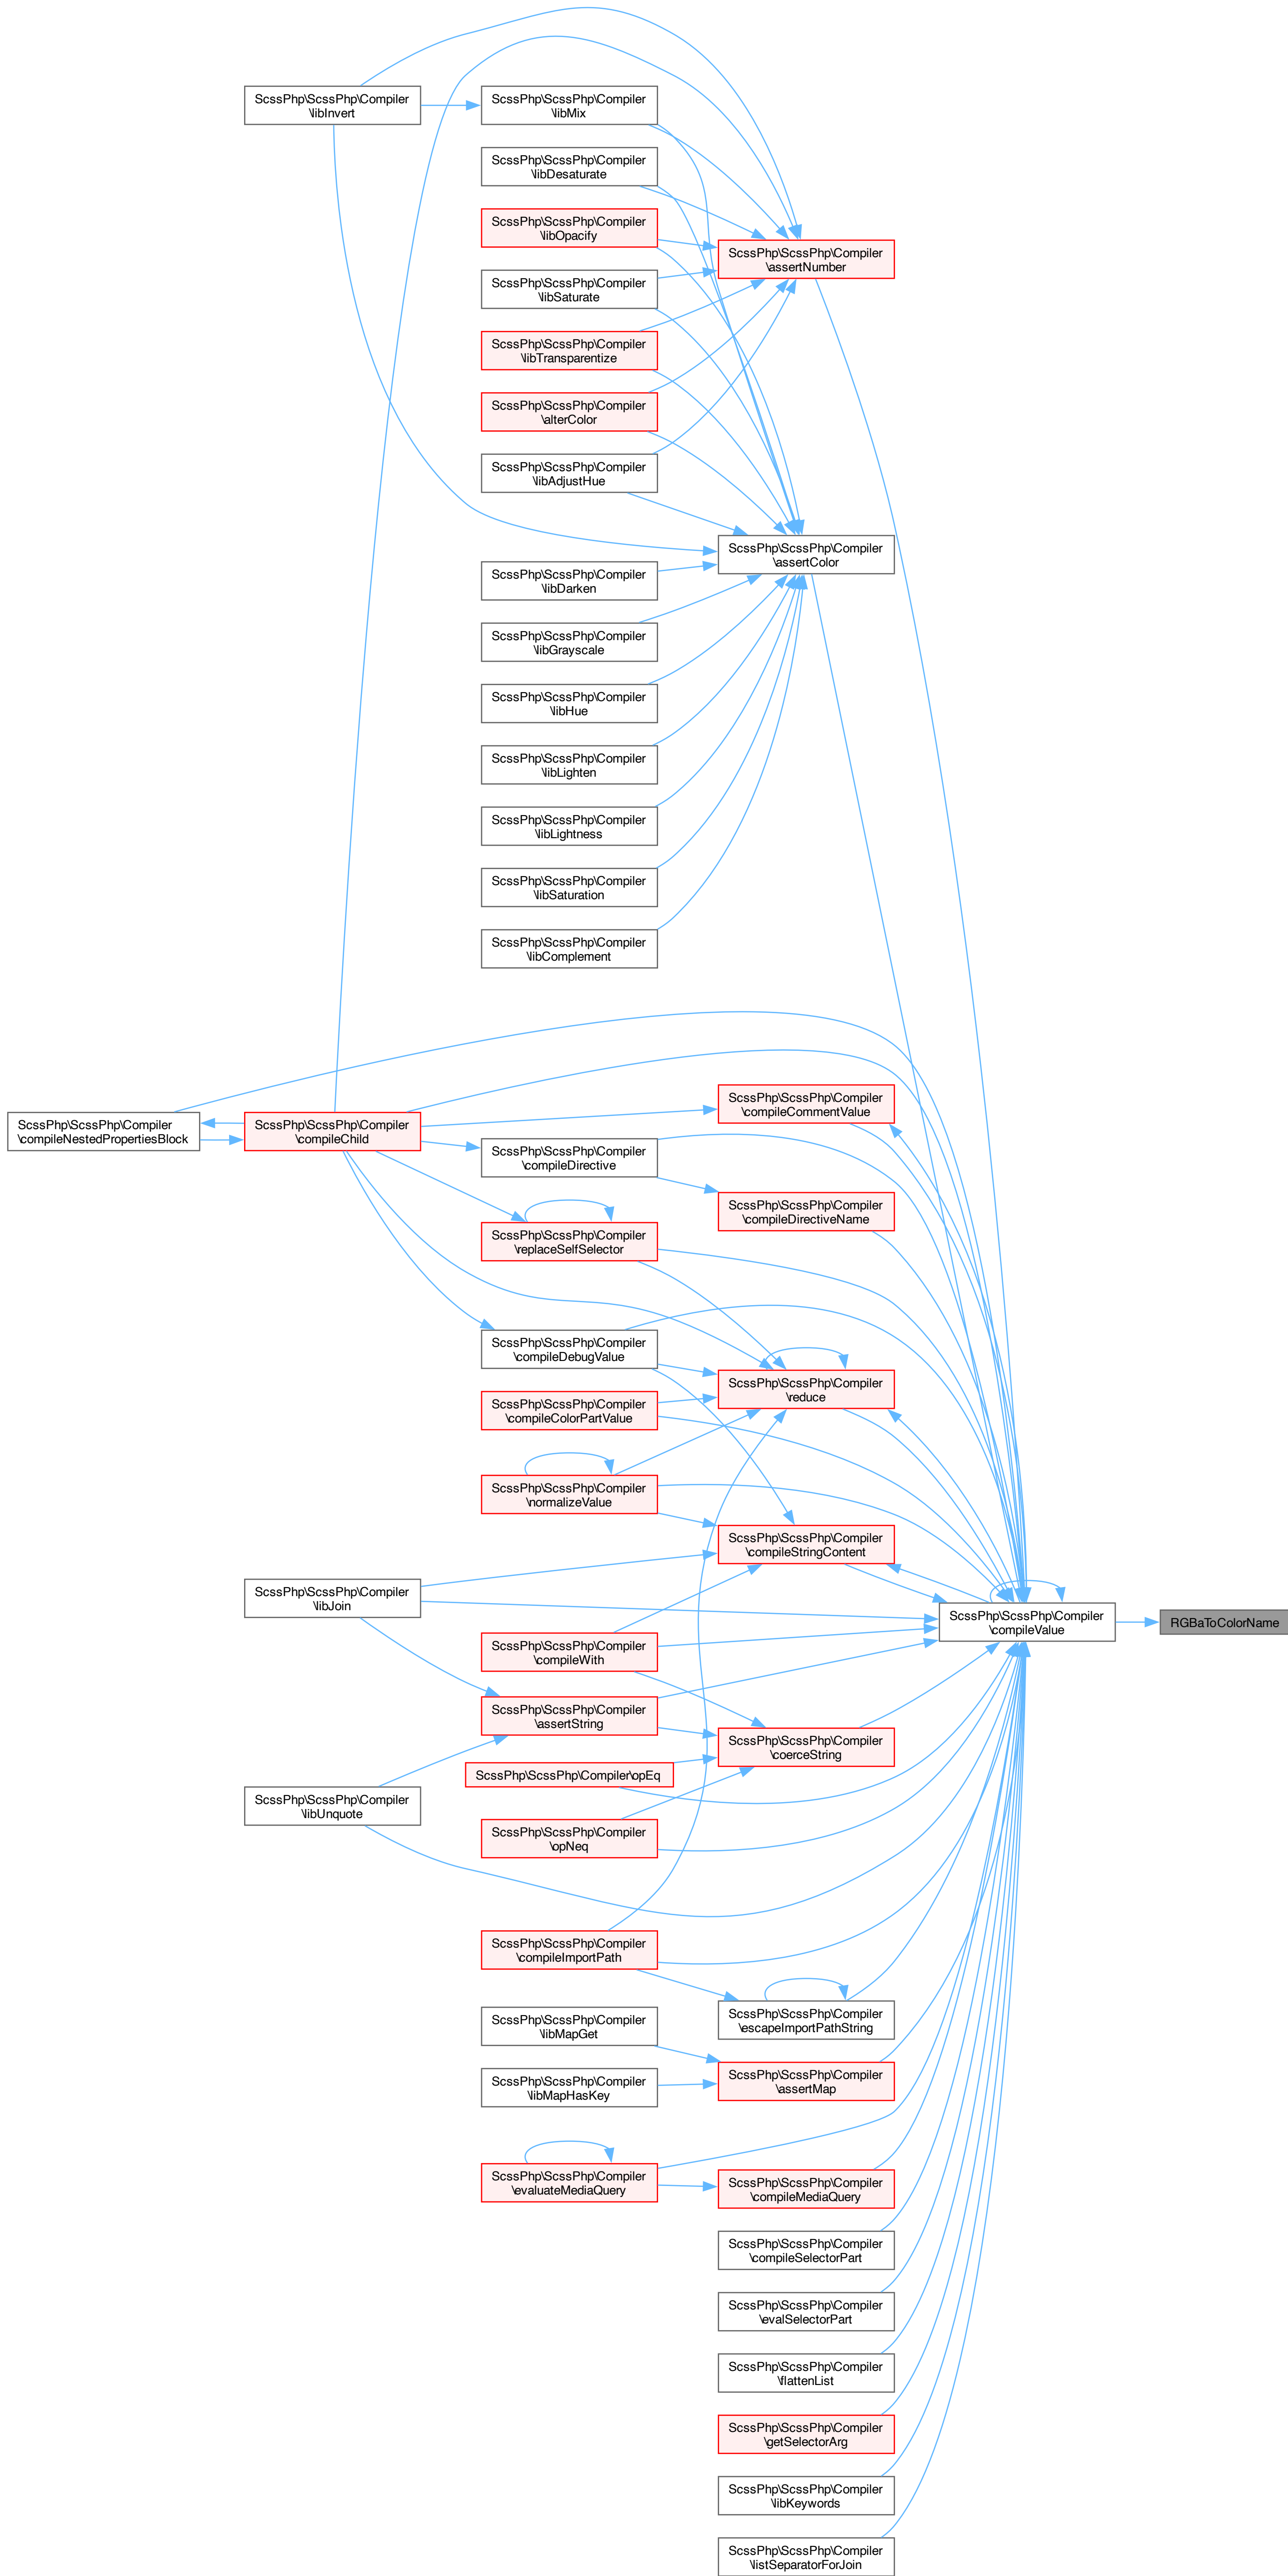 ScssPhp\ScssPhp\Compiler
\libInvert
ScssPhp\ScssPhp\Compiler
\libMix
ScssPhp\ScssPhp\Compiler
\libDesaturate
ScssPhp\ScssPhp\Compiler
\libOpacify
ScssPhp\ScssPhp\Compiler
\assertNumber
ScssPhp\ScssPhp\Compiler
\libSaturate
ScssPhp\ScssPhp\Compiler
\libTransparentize
ScssPhp\ScssPhp\Compiler
\alterColor
ScssPhp\ScssPhp\Compiler
\libAdjustHue
ScssPhp\ScssPhp\Compiler
\assertColor
ScssPhp\ScssPhp\Compiler
\libDarken
ScssPhp\ScssPhp\Compiler
\libGrayscale
ScssPhp\ScssPhp\Compiler
\libHue
ScssPhp\ScssPhp\Compiler
\libLighten
ScssPhp\ScssPhp\Compiler
\libLightness
ScssPhp\ScssPhp\Compiler
\libSaturation
ScssPhp\ScssPhp\Compiler
\libComplement
ScssPhp\ScssPhp\Compiler
\compileNestedPropertiesBlock
ScssPhp\ScssPhp\Compiler
\compileChild
ScssPhp\ScssPhp\Compiler
\compileCommentValue
ScssPhp\ScssPhp\Compiler
\compileDirective
ScssPhp\ScssPhp\Compiler
\compileDirectiveName
ScssPhp\ScssPhp\Compiler
\replaceSelfSelector
ScssPhp\ScssPhp\Compiler
\compileDebugValue
ScssPhp\ScssPhp\Compiler
\reduce
ScssPhp\ScssPhp\Compiler
\compileColorPartValue
ScssPhp\ScssPhp\Compiler
\normalizeValue
ScssPhp\ScssPhp\Compiler
\compileStringContent
ScssPhp\ScssPhp\Compiler
\libJoin
ScssPhp\ScssPhp\Compiler
\compileValue
RGBaToColorName
ScssPhp\ScssPhp\Compiler
\compileWith
ScssPhp\ScssPhp\Compiler
\assertString
ScssPhp\ScssPhp\Compiler
\coerceString
ScssPhp\ScssPhp\Compiler\opEq
ScssPhp\ScssPhp\Compiler
\libUnquote
ScssPhp\ScssPhp\Compiler
\opNeq
ScssPhp\ScssPhp\Compiler
\compileImportPath
ScssPhp\ScssPhp\Compiler
\escapeImportPathString
ScssPhp\ScssPhp\Compiler
\libMapGet
ScssPhp\ScssPhp\Compiler
\assertMap
ScssPhp\ScssPhp\Compiler
\libMapHasKey
ScssPhp\ScssPhp\Compiler
\evaluateMediaQuery
ScssPhp\ScssPhp\Compiler
\compileMediaQuery
ScssPhp\ScssPhp\Compiler
\compileSelectorPart
ScssPhp\ScssPhp\Compiler
\evalSelectorPart
ScssPhp\ScssPhp\Compiler
\flattenList
ScssPhp\ScssPhp\Compiler
\getSelectorArg
ScssPhp\ScssPhp\Compiler
\libKeywords
ScssPhp\ScssPhp\Compiler
\listSeparatorForJoin